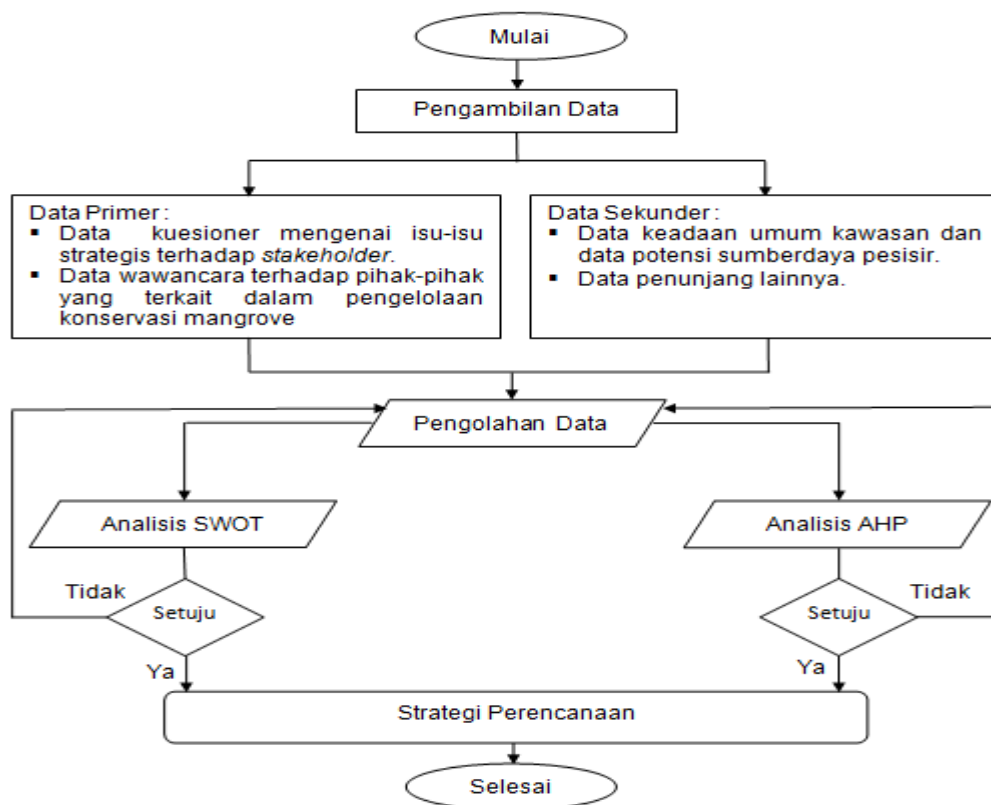 Mulai
Pengambilan Data
Data Primer :
▪ Data kuesioner mengenai isu-isu
strategis terhadap stakeholder.
▪ Data wawancara terhadap pihak-pihak
yang terkait dalam pengelolaan
konservasi mangrove
Data Sekunder :
▪ Data keadaan umum kawasan dan
data potensi sumberdaya pesisir.
▪ Data penunjang lainnya.
Pengolahan Data
Analisis SWOT
Analisis AHP
Tidak
Setuju
Setuju
Tidak
Ya
Ya
Strategi Perencanaan
Selesai